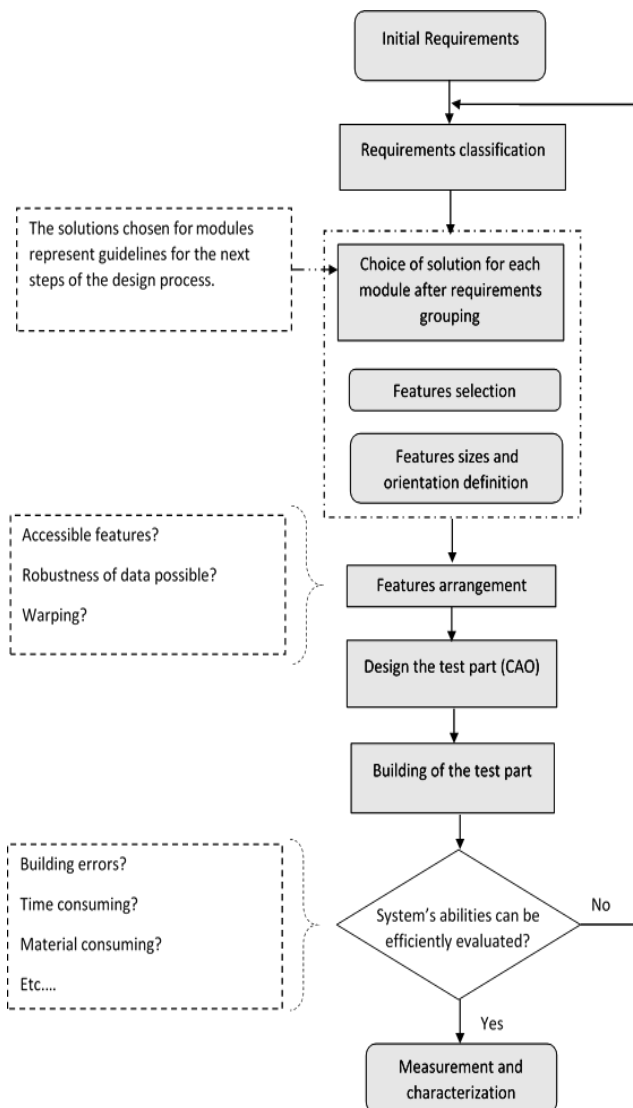 Initial Requirements
Requirements classification
The solutions chosen for modules
represent guidelines for the next
steps of the design process.
Choice of solution for each
module after requirements
grouping
Features selection
Features sizes and
orientation definition
Accessible features?
Robustness of data possible?
Warping?
Features arrangement
Design the test part (CAO)
Building of the test part
Building errors?
Time consuming?
Material consuming?
Etc....
System's abilities can be
efficiently evaluated?
No
Yes
Measurement and
characterization